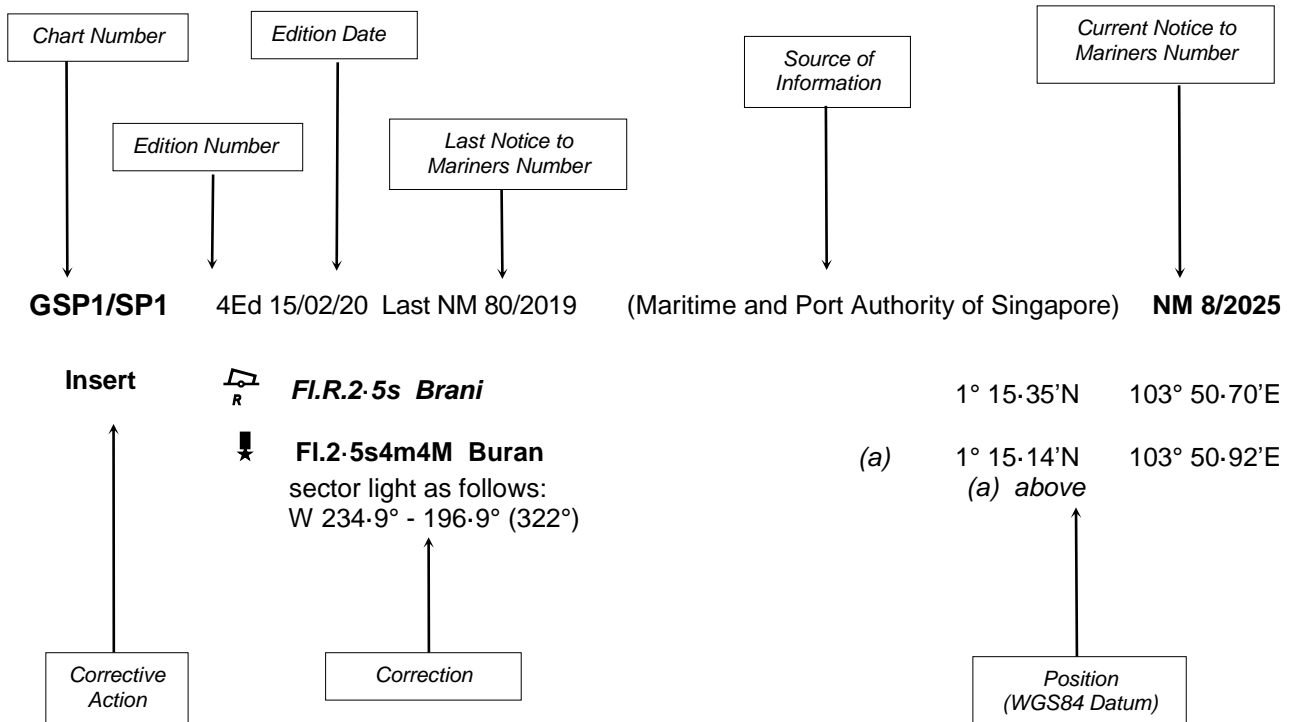 Chart Number
Edition Date
Source of
Information
Current Notice to
Mariners Number
Edition Number
Last Notice to
Mariners Number
GSP1/SP1 4Ed 15/02/20 Last NM 80/2019 (Maritime and Port Authority of Singapore) NM 8/2025
Insert R Fl.R.2·5s Brani 1° 15·35’N 103° 50·70’E
Fl.2·5s4m4M Buran (a) 1° 15·14’N 103° 50·92’E
sector light as follows: (a) above
W 234·9° - 196·9° (322°)
Corrective
Action
Correction
Position
(WGS84 Datum)